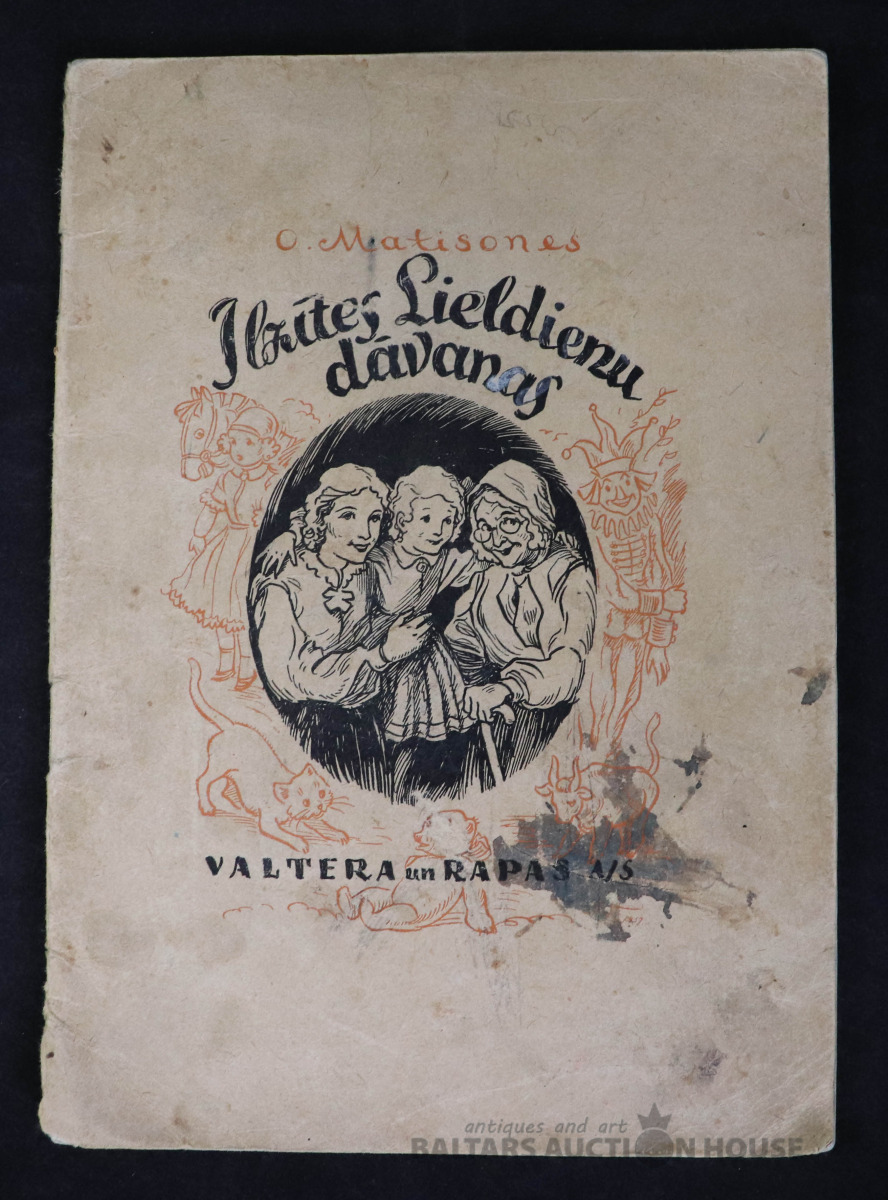 O. Matisones
Ilzītes Lieldienu
dāvanas
VALTERA un RAPAS A/S
antiques and art
BALTARS AUCTION HOUSE